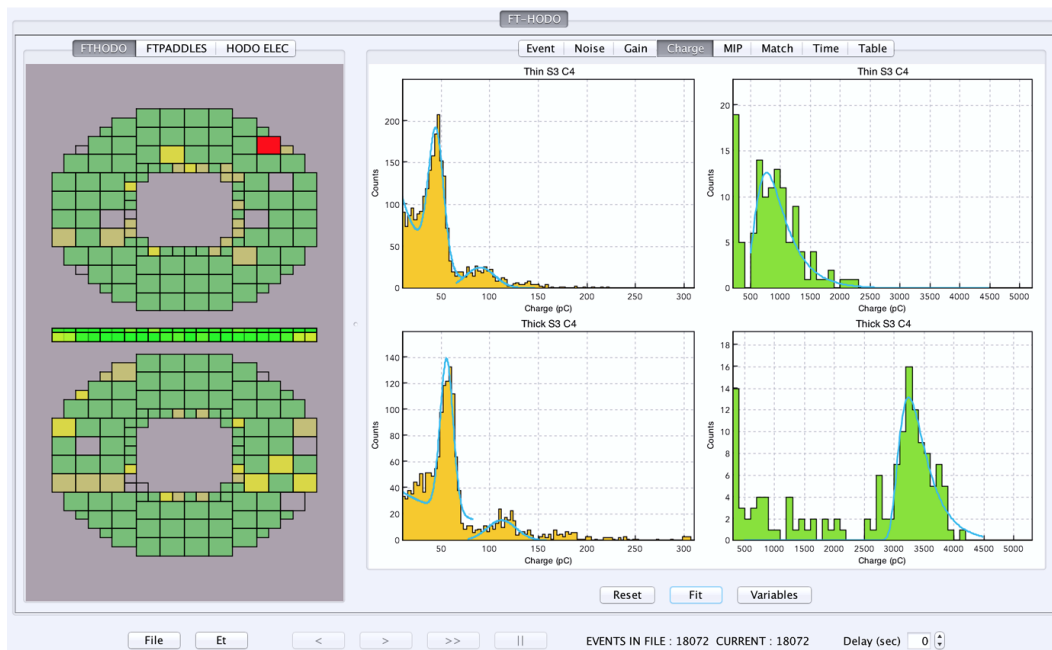 FT-HODO
FTHODO FTPADDLES HODO ELEC
Event Noise Gain Charge MIP Match Time Table
Thin S3 C4
200
150
100
50
0
Counts
50 100 150 200 250 300
Charge (pC)
Thin S3 C4
20
15
10
5
0
Counts
500 1000 1500 2000 2500 3000 3500 4000 4500 5000
Charge (pC)
Thick S3 C4
140
120
100
80
60
40
20
0
Counts
50 100 150 200 250 300
Charge (pC)
Thick S3 C4
18
16
14
12
10
8
6
4
2
0
Counts
500 1000 1500 2000 2500 3000 3500 4000 4500 5000
Charge (pC)
Reset Fit Variables
File Et < > >> || EVENTS IN FILE : 18072 CURRENT : 18072 Delay (sec) 0